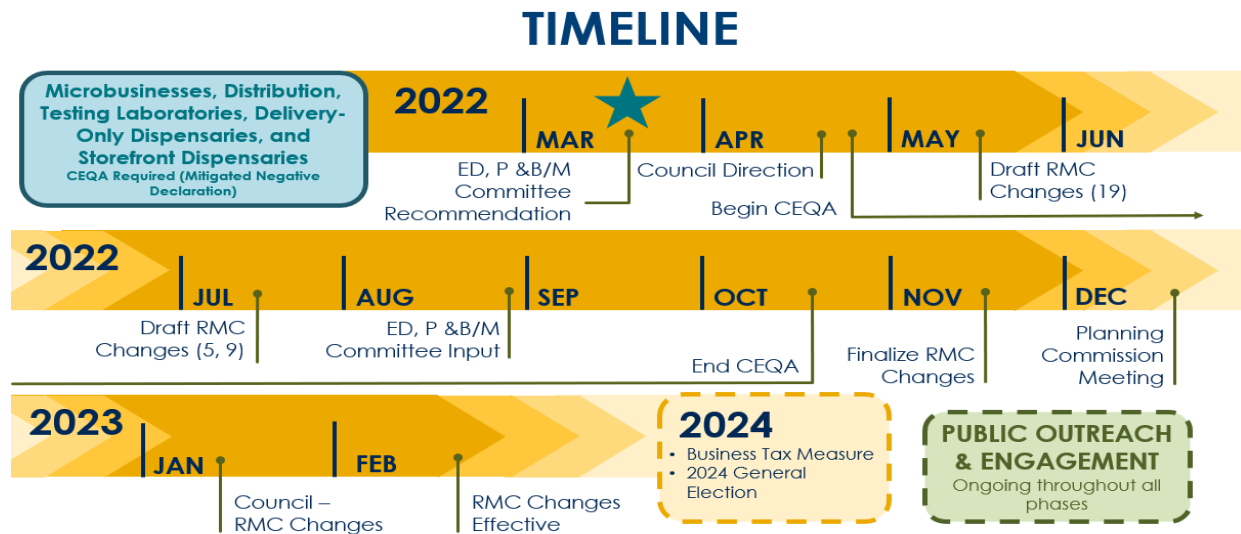 TIMELINE
Microbusinesses, Distribution,
Testing Laboratories, Delivery-
Only Dispensaries, and
Storefront Dispensaries
CEQA Required (Mitigated Negative
Declaration)
2022
MAR
APR
MAY
JUN
ED, P &B/M
Committee
Recommendation
Council Direction
Begin CEQA
Draft RMC
Changes (19)
2022
JUL
AUG
SEP
OCT
NOV
DEC
Draft RMC
Changes (5, 9)
ED, P &B/M
Committee Input
End CEQA
Finalize RMC
Changes
Planning
Commission
Meeting
2023
JAN
FEB
Council –
RMC Changes
RMC Changes
Effective
2024
• Business Tax Measure
• 2024 General
Election
PUBLIC OUTREACH
& ENGAGEMENT
Ongoing throughout all
phases